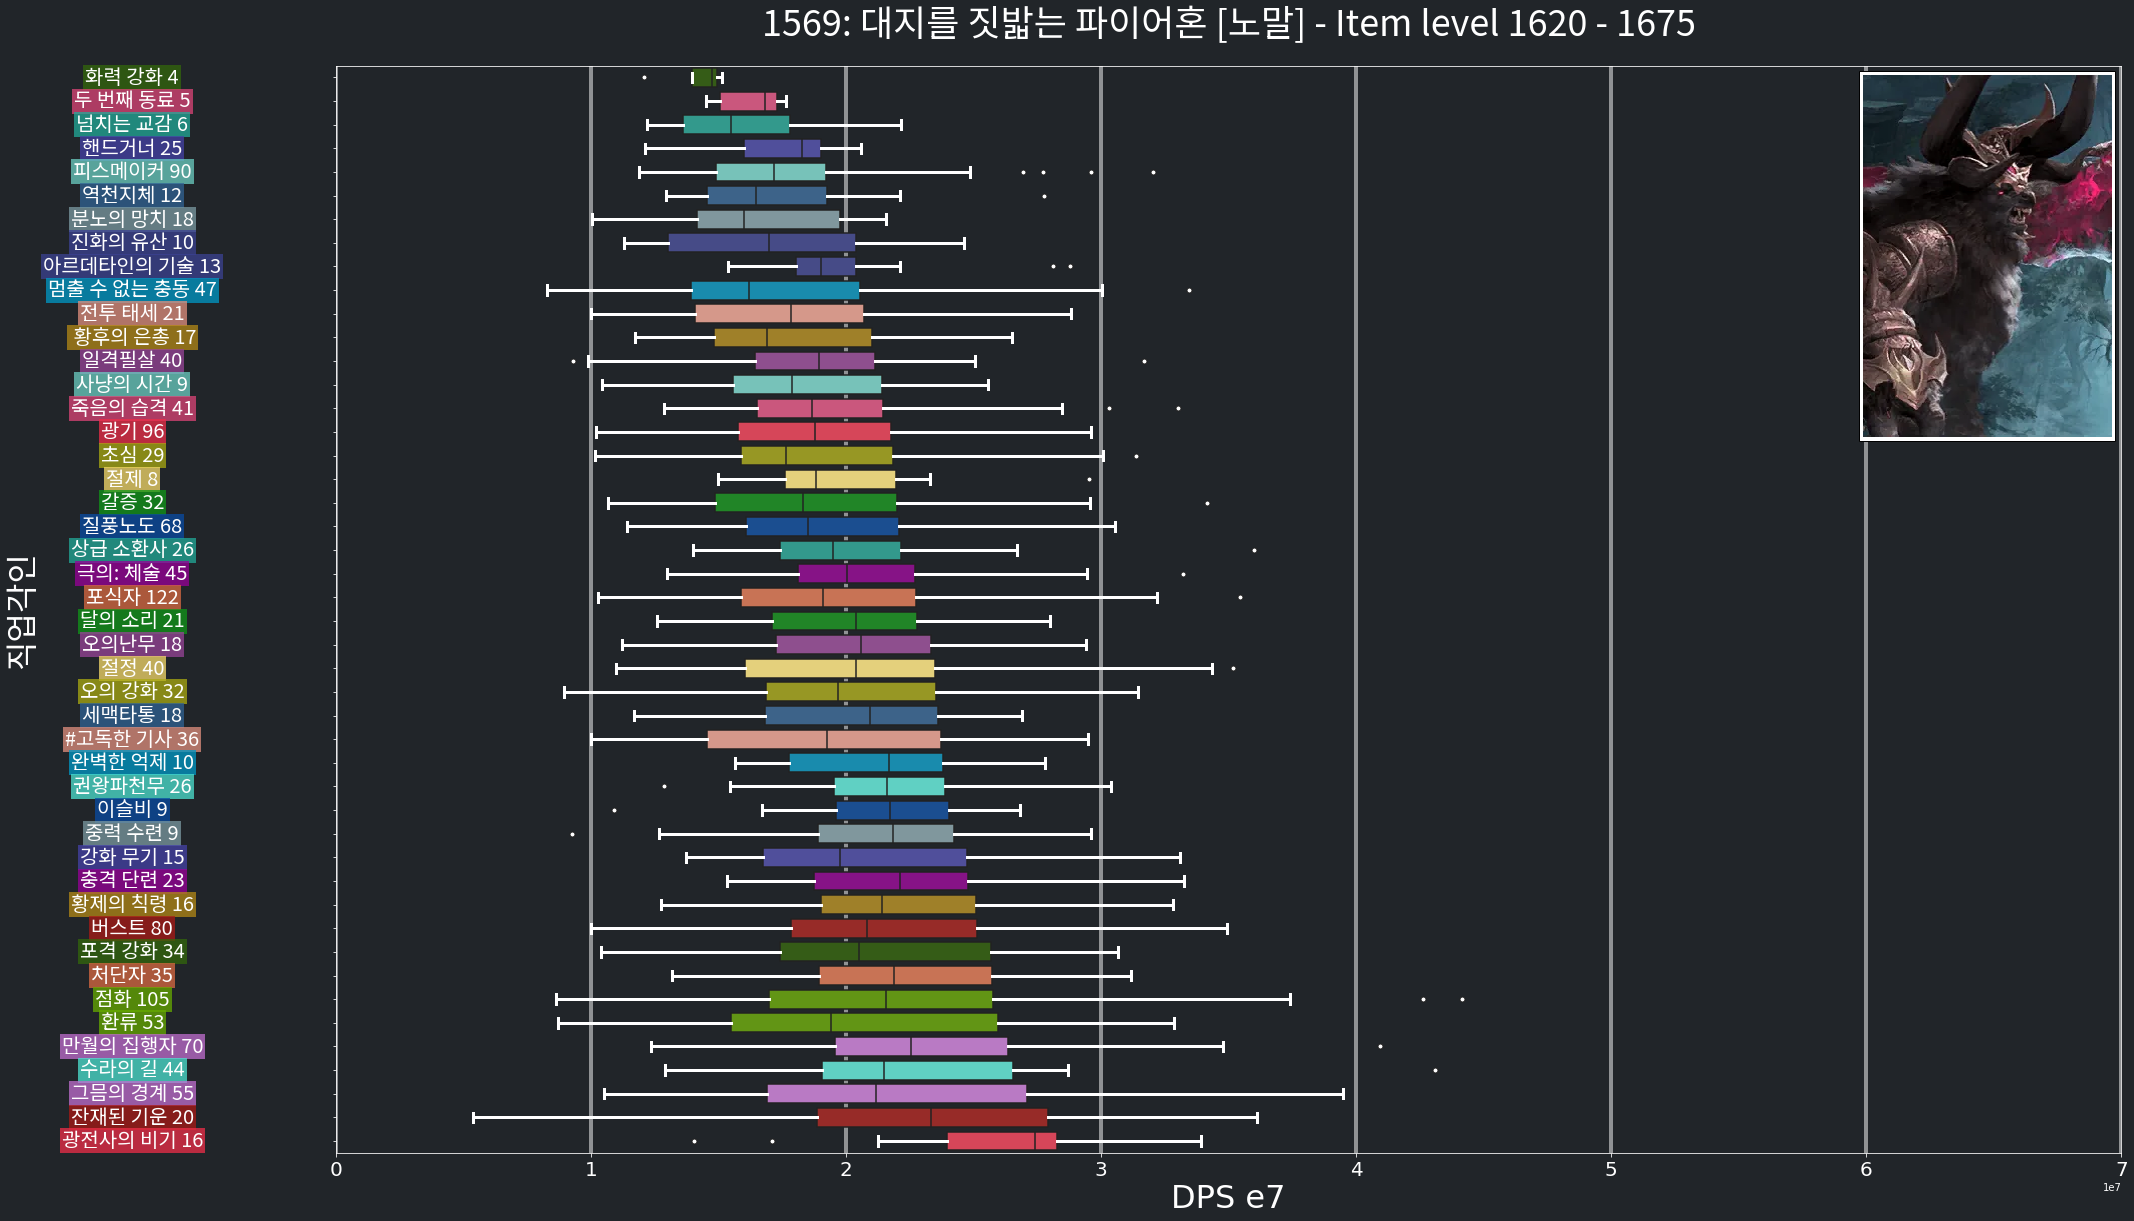 1569: 대지를 짓밟는 파이어혼 [노말] - Item level 1620 - 1675
화력 강화 4
두 번째 동료 5
넘치는 교감 6
핸드거너 25
피스메이커 90
역천지체 12
분노의 망치 18
진화의 유산 10
아르데타인의 기술 13
멈출 수 없는 충동 47
전투 태세 21
황후의 은총 17
일격필살 40
사냥의 시간 9
죽음의 습격 41
광기 96
초심 29
절제 8
갈증 32
질풍노도 68
상급 소환사 26
극의: 체술 45
포식자 122
달의 소리 21
오의난무 18
절정 40
오의 강화 32
세맥타통 18
#고독한 기사 36
완벽한 억제 10
권왕파천무 26
이슬비 9
중력 수련 9
강화 무기 15
충격 단련 23
황제의 칙령 16
버스트 80
포격 강화 34
처단자 35
점화 105
환류 53
만월의 집행자 70
수라의 길 44
그믐의 경계 55
잔재된 기운 20
광전사의 비기 16
직업각인
0 1 2 3 4 5 6 7
1e7
DPS e7